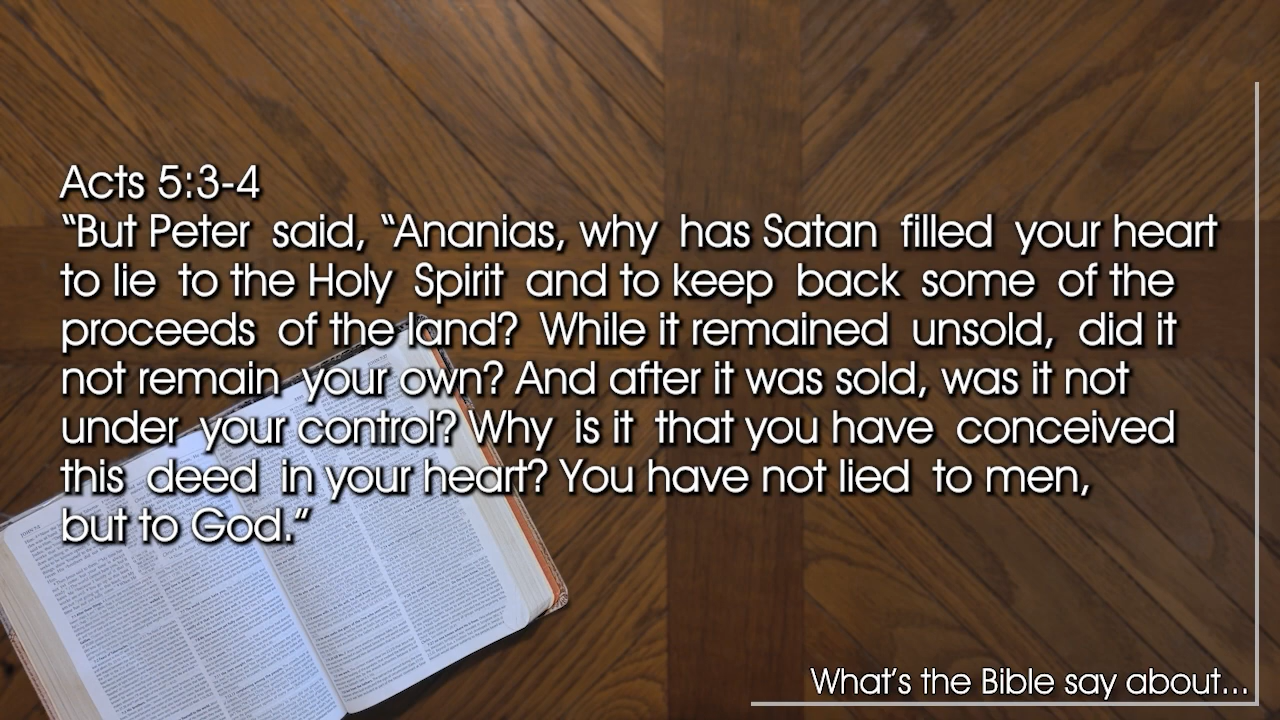 Acts 5:3-4
“But Peter said, “Ananias, why has Satan filled your heart
to lie to the Holy Spirit and to keep back some of the
proceeds of the land? While it remained unsold, did it
not remain your own? And after it was sold, was it not
under your control? Why is it that you have conceived
this deed in your heart? You have not lied to men,
but to God.“
What's the Bible say about...